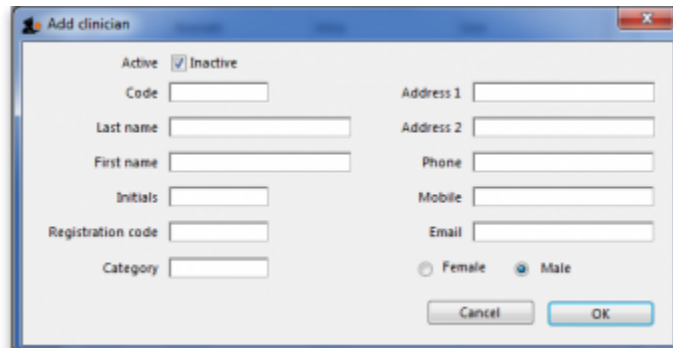 Add clinician
Active Inactive
Code
Last name
First name
Initials
Registration code
Category
Address 1
Address 2
Phone
Mobile
Email
Female Male
Cancel OK